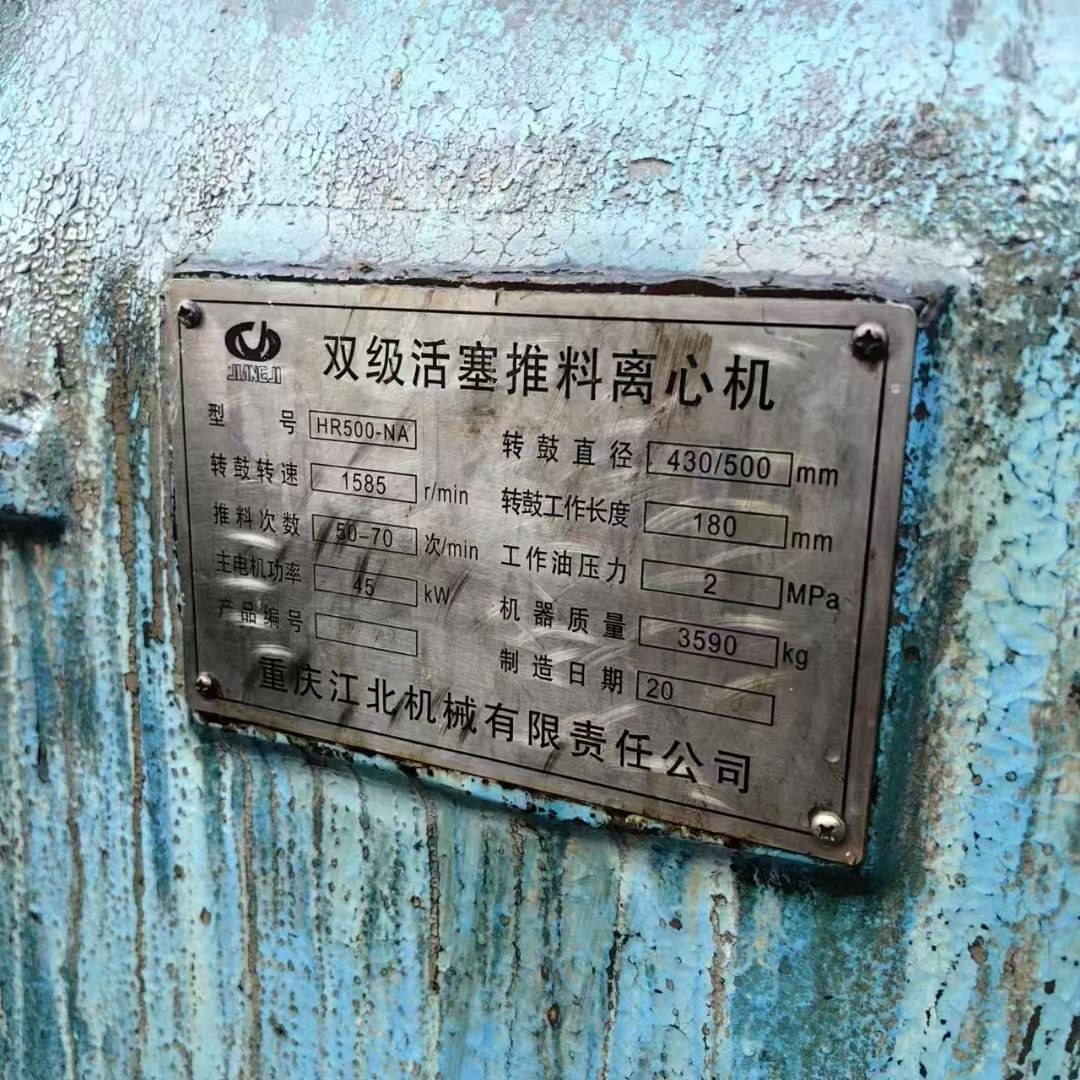 JIANGJI
双级活塞推料离心机
型号 HR500-NA
转鼓转速 1585 r/min
推料次数 50-70 次/min
主电机功率 45 kW
产品编号
转鼓直径 430/500 mm
转鼓工作长度 180 mm
工作油压力 2 MPa
机器质量 3590 kg
制造日期 20
重庆江北机械有限责任公司